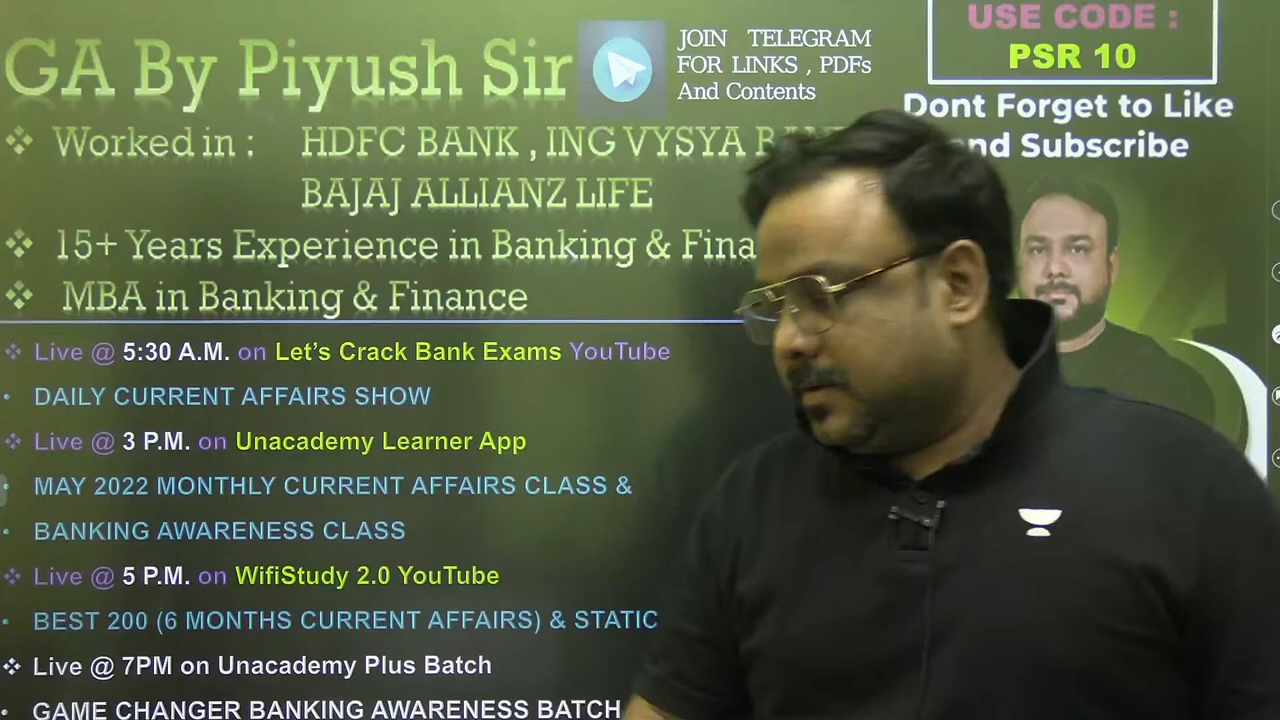 GA By Piyush Sir
JOIN TELEGRAM
FOR LINKS , PDFs
And Contents
USE CODE :
PSR 10
Dont Forget to Like
and Subscribe
❖ Worked in : HDFC BANK , ING VYSYA
BAJAJ ALLIANZ LIFE
❖ 15+ Years Experience in Banking &
❖ MBA in Banking & Finance
❖ Live @ 5:30 A.M. on Let’s Crack Bank Exams YouTube
• DAILY CURRENT AFFAIRS SHOW
❖ Live @ 3 P.M. on Unacademy Learner App
• MAY 2022 MONTHLY CURRENT AFFAIRS CLASS &
• BANKING AWARENESS CLASS
❖ Live @ 5 P.M. on WifiStudy 2.0 YouTube
• BEST 200 (6 MONTHS CURRENT AFFAIRS) & STATIC
❖ Live @ 7PM on Unacademy Plus Batch
• GAME CHANGER BANKING AWARENESS BATCH